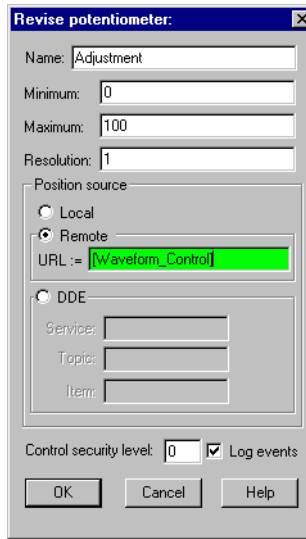 Revise potentiometer:
Name: Adjustment
Minimum: 0
Maximum: 100
Resolution: 1
Position source
Local
Remote
URL := [Waveform_Control]
DDE
Service:
Topic:
Item:
Control security level: 0 Log events
OK Cancel Help